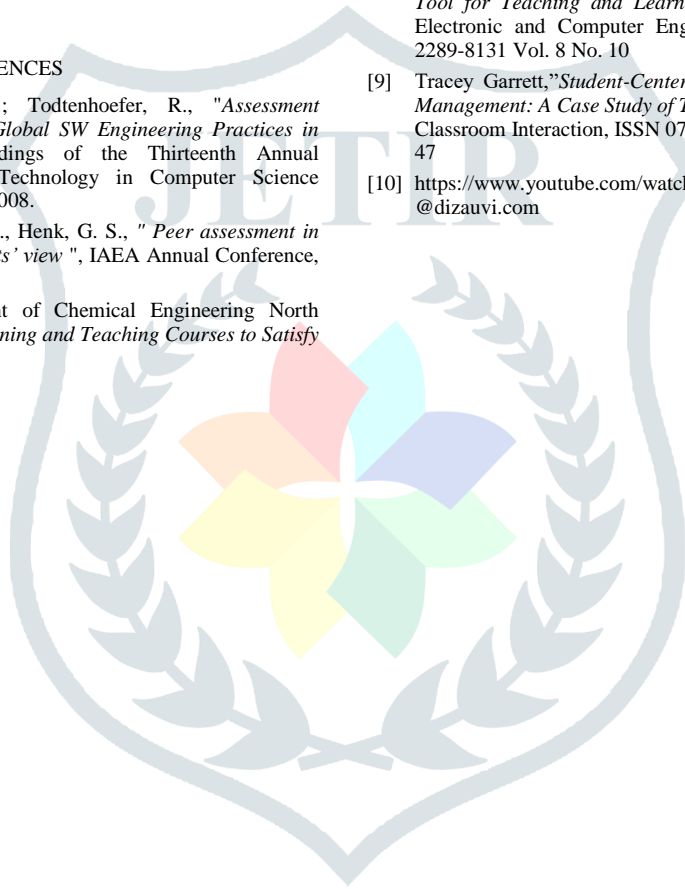 ENCES
; Todtenhoefer, R., "Assessment
Global SW Engineering Practices in
dings of the Thirteenth Annual
Technology in Computer Science
008.
., Henk, G. S., " Peer assessment in
ts’ view ", IAEA Annual Conference,
nt of Chemical Engineering North
ning and Teaching Courses to Satisfy
Tool for Teaching and Learn
Electronic and Computer Eng
2289-8131 Vol. 8 No. 10
[9] Tracey Garrett,”Student-Center
Management: A Case Study of T
Classroom Interaction, ISSN 07
47
[10] https://www.youtube.com/watch
@dizauvi.com
JETIR